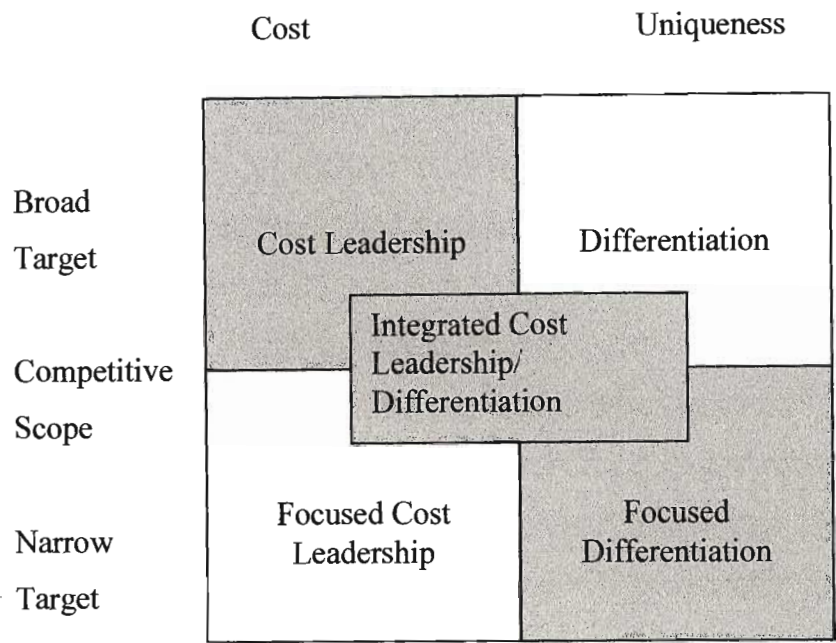 Cost
Uniqueness
Broad
Target
Cost Leadership
Differentiation
Integrated Cost
Leadership/
Differentiation
Competitive
Scope
Focused Cost
Leadership
Focused
Differentiation
Narrow
Target